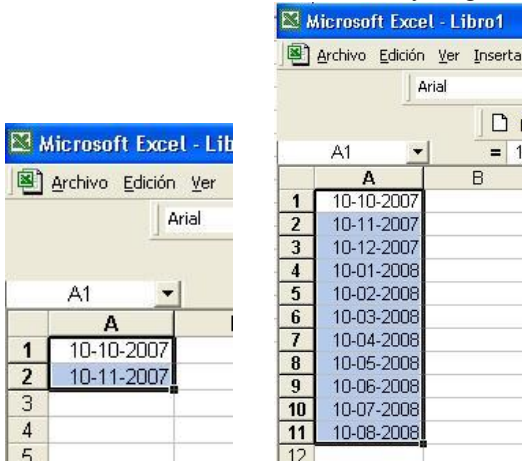 Microsoft Excel - Lib
Archivo Edición Ver
Arial
A1
A
1 10-10-2007
2 10-11-2007
3
4
5
Microsoft Excel - Libro1
Archivo Edición Ver Inserta
Arial
A1 = 1
A B
1 10-10-2007
2 10-11-2007
3 10-12-2007
4 10-01-2008
5 10-02-2008
6 10-03-2008
7 10-04-2008
8 10-05-2008
9 10-06-2008
10 10-07-2008
11 10-08-2008
12